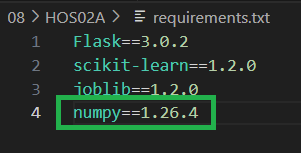 08 > HOS02A > requirements.txt
1 Flask==3.0.2
2 scikit-learn==1.2.0
3 joblib==1.2.0
4 numpy==1.26.4